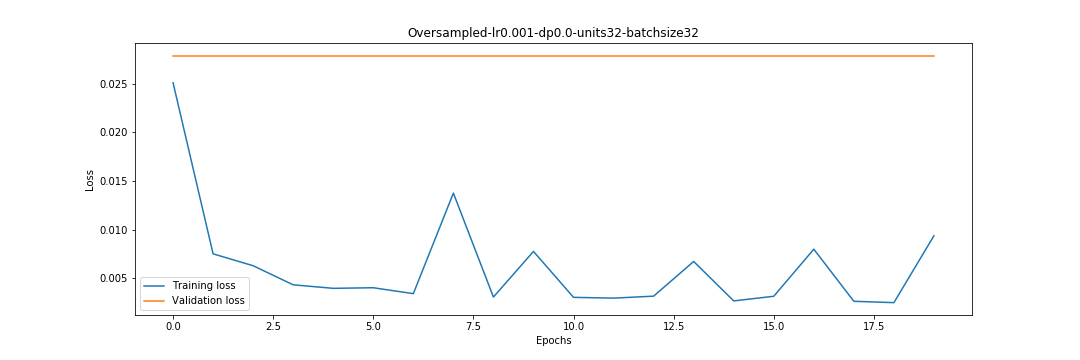 Oversampled-lr0.001-dp0.0-units32-batchsize32
Loss
0.025
0.020
0.015
0.010
0.005
Training loss
Validation loss
0.0 2.5 5.0 7.5 10.0 12.5 15.0 17.5
Epochs